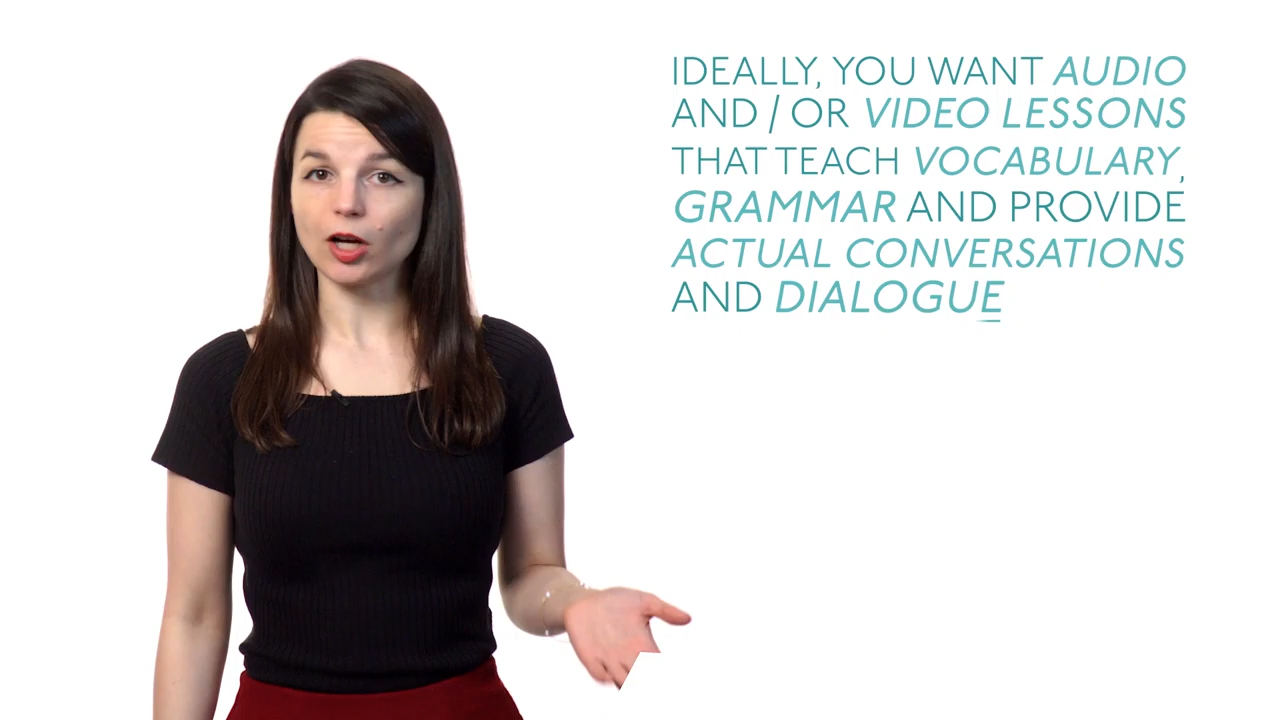 IDEALLY, YOU WANT AUDIO
AND / OR VIDEO LESSONS
THAT TEACH VOCABULARY,
GRAMMAR AND PROVIDE
ACTUAL CONVERSATIONS
AND DIALOGUE